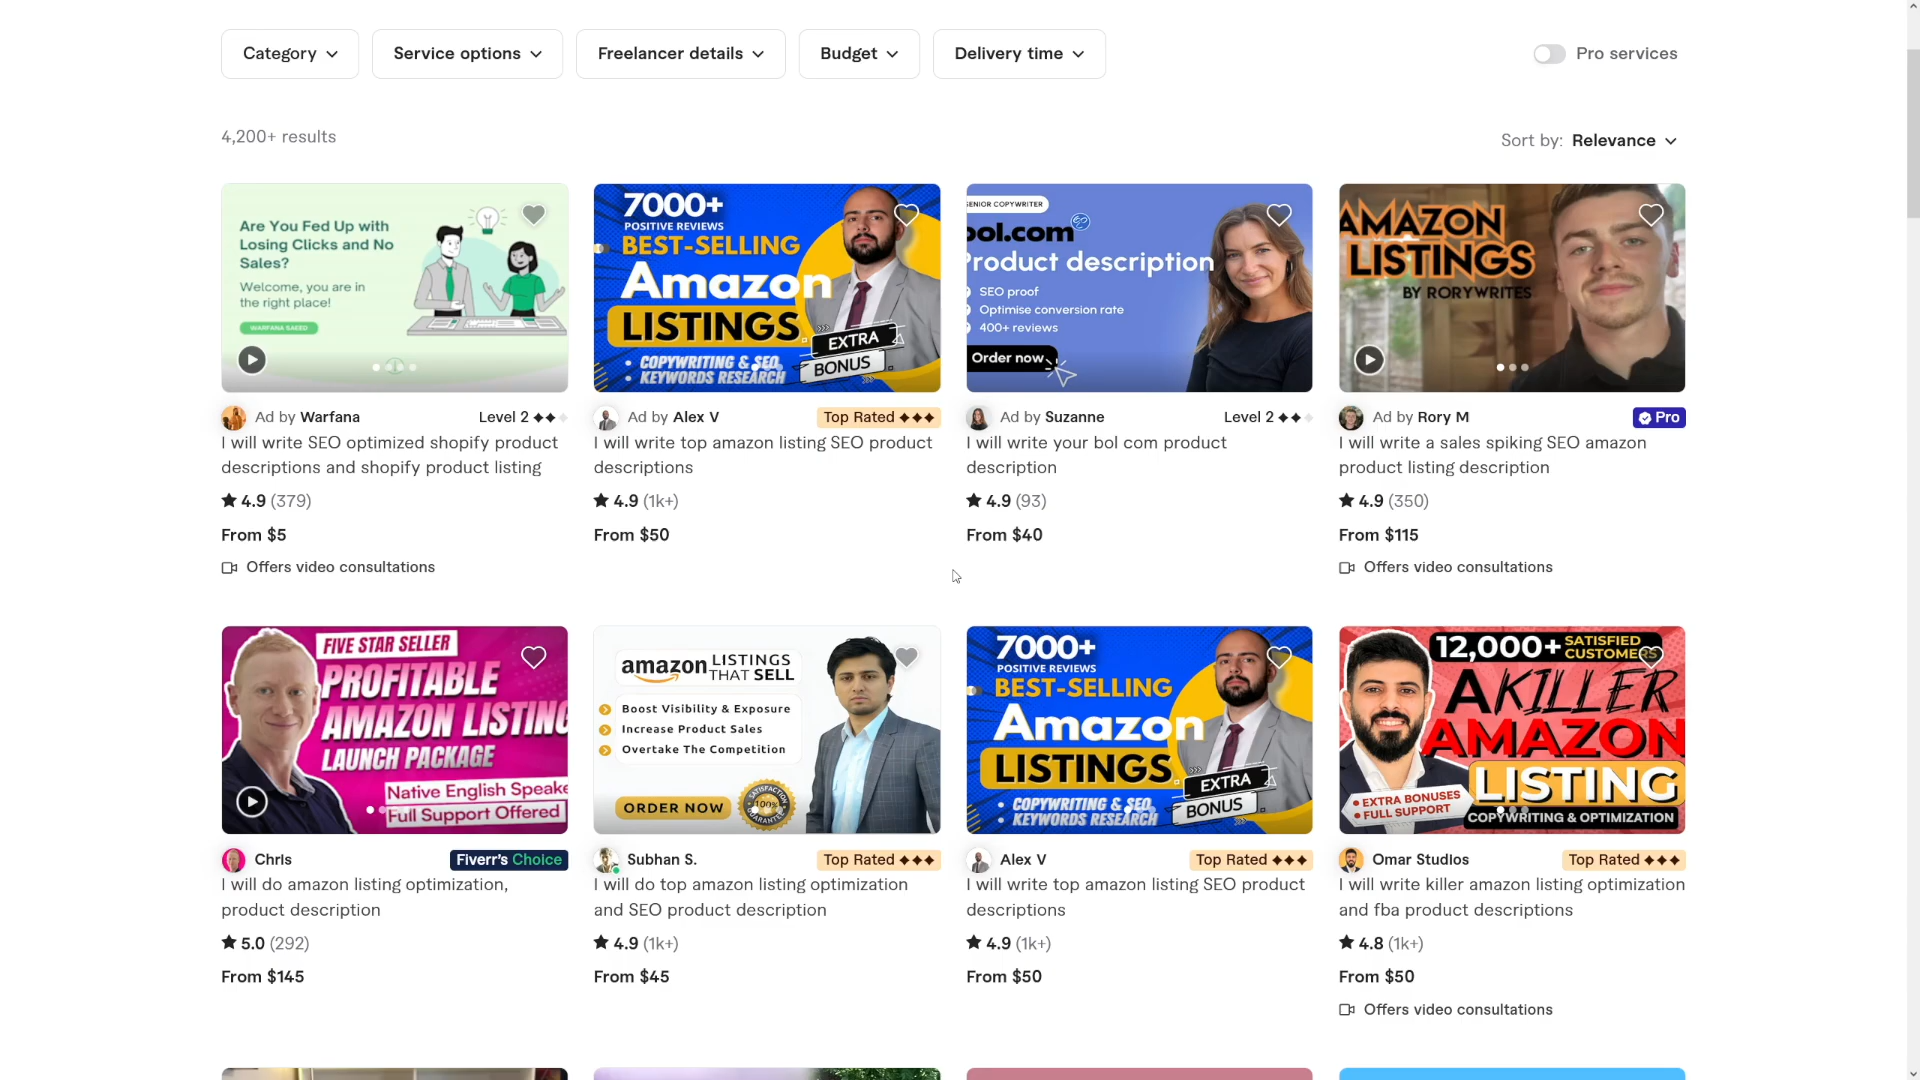 Category
Service options
Freelancer details
Budget
Delivery time
Pro services
4,200+ results
Sort by: Relevance
Are You Fed Up with
Losing Clicks and No
Sales?
Welcome, you are in
the right place!
WARFANA SAEED
Ad by Warfana
Level 2
I will write SEO optimized shopify product
descriptions and shopify product listing
4.9 (379)
From $5
Offers video consultations
7000+
POSITIVE REVIEWS
BEST-SELLING
Amazon
LISTINGS
EXTRA
BONUS
• COPYWRITING & SEO
• KEYWORDS RESEARCH
Ad by Alex V
Top Rated
I will write top amazon listing SEO product
descriptions
4.9 (1k+)
From $50
SENIOR COPYWRITER
bol.com
Product description
SEO proof
Optimise conversion rate
400+ reviews
Order now
Ad by Suzanne
Level 2
I will write your bol com product
description
4.9 (93)
From $40
AMAZON
LISTINGS
BY RORYWRITES
Ad by Rory M
Pro
I will write a sales spiking SEO amazon
product listing description
4.9 (350)
From $115
Offers video consultations
FIVE STAR SELLER
PROFITABLE
AMAZON LISTING
LAUNCH PACKAGE
Native English Speake
Full Support Offered
Chris
Fiverr's Choice
I will do amazon listing optimization,
product description
5.0 (292)
From $145
amazon LISTINGS
THAT SELL
Boost Visibility & Exposure
Increase Product Sales
Overtake The Competition
ORDER NOW
SATISFACTION
100%
GUARANTEE
Subhan S.
Top Rated
I will do top amazon listing optimization
and SEO product description
4.9 (1k+)
From $45
7000+
POSITIVE REVIEWS
BEST-SELLING
Amazon
LISTINGS
EXTRA
BONUS
• COPYWRITING & SEO
• KEYWORDS RESEARCH
Alex V
Top Rated
I will write top amazon listing SEO product
descriptions
4.9 (1k+)
From $50
12,000+ SATISFIED
CUSTOMERS
A KILLER
AMAZON
LISTING
• EXTRA BONUSES
• FULL SUPPORT
COPYWRITING & OPTIMIZATION
Omar Studios
Top Rated
I will write killer amazon listing optimization
and fba product descriptions
4.8 (1k+)
From $50
Offers video consultations